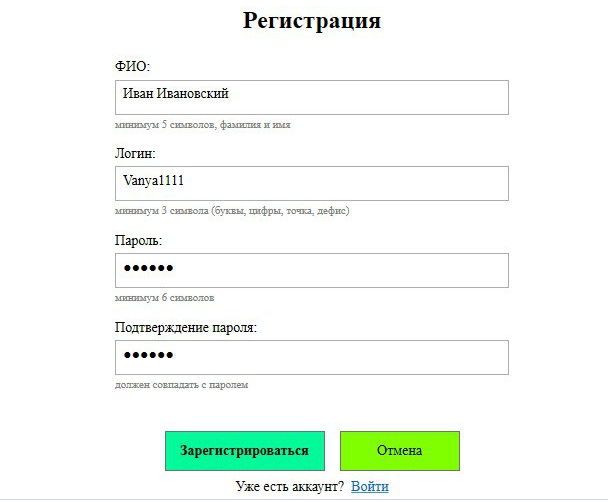 Регистрация
ФИО:
Иван Ивановский
минимум 5 символов, фамилия и имя
Логин:
Vanya1111
минимум 3 символа (буквы, цифры, точка, дефис)
Пароль:
●●●●●●
минимум 6 символов
Подтверждение пароля:
●●●●●●
должен совпадать с паролем
Зарегистрироваться Отмена
Уже есть аккаунт? Войти